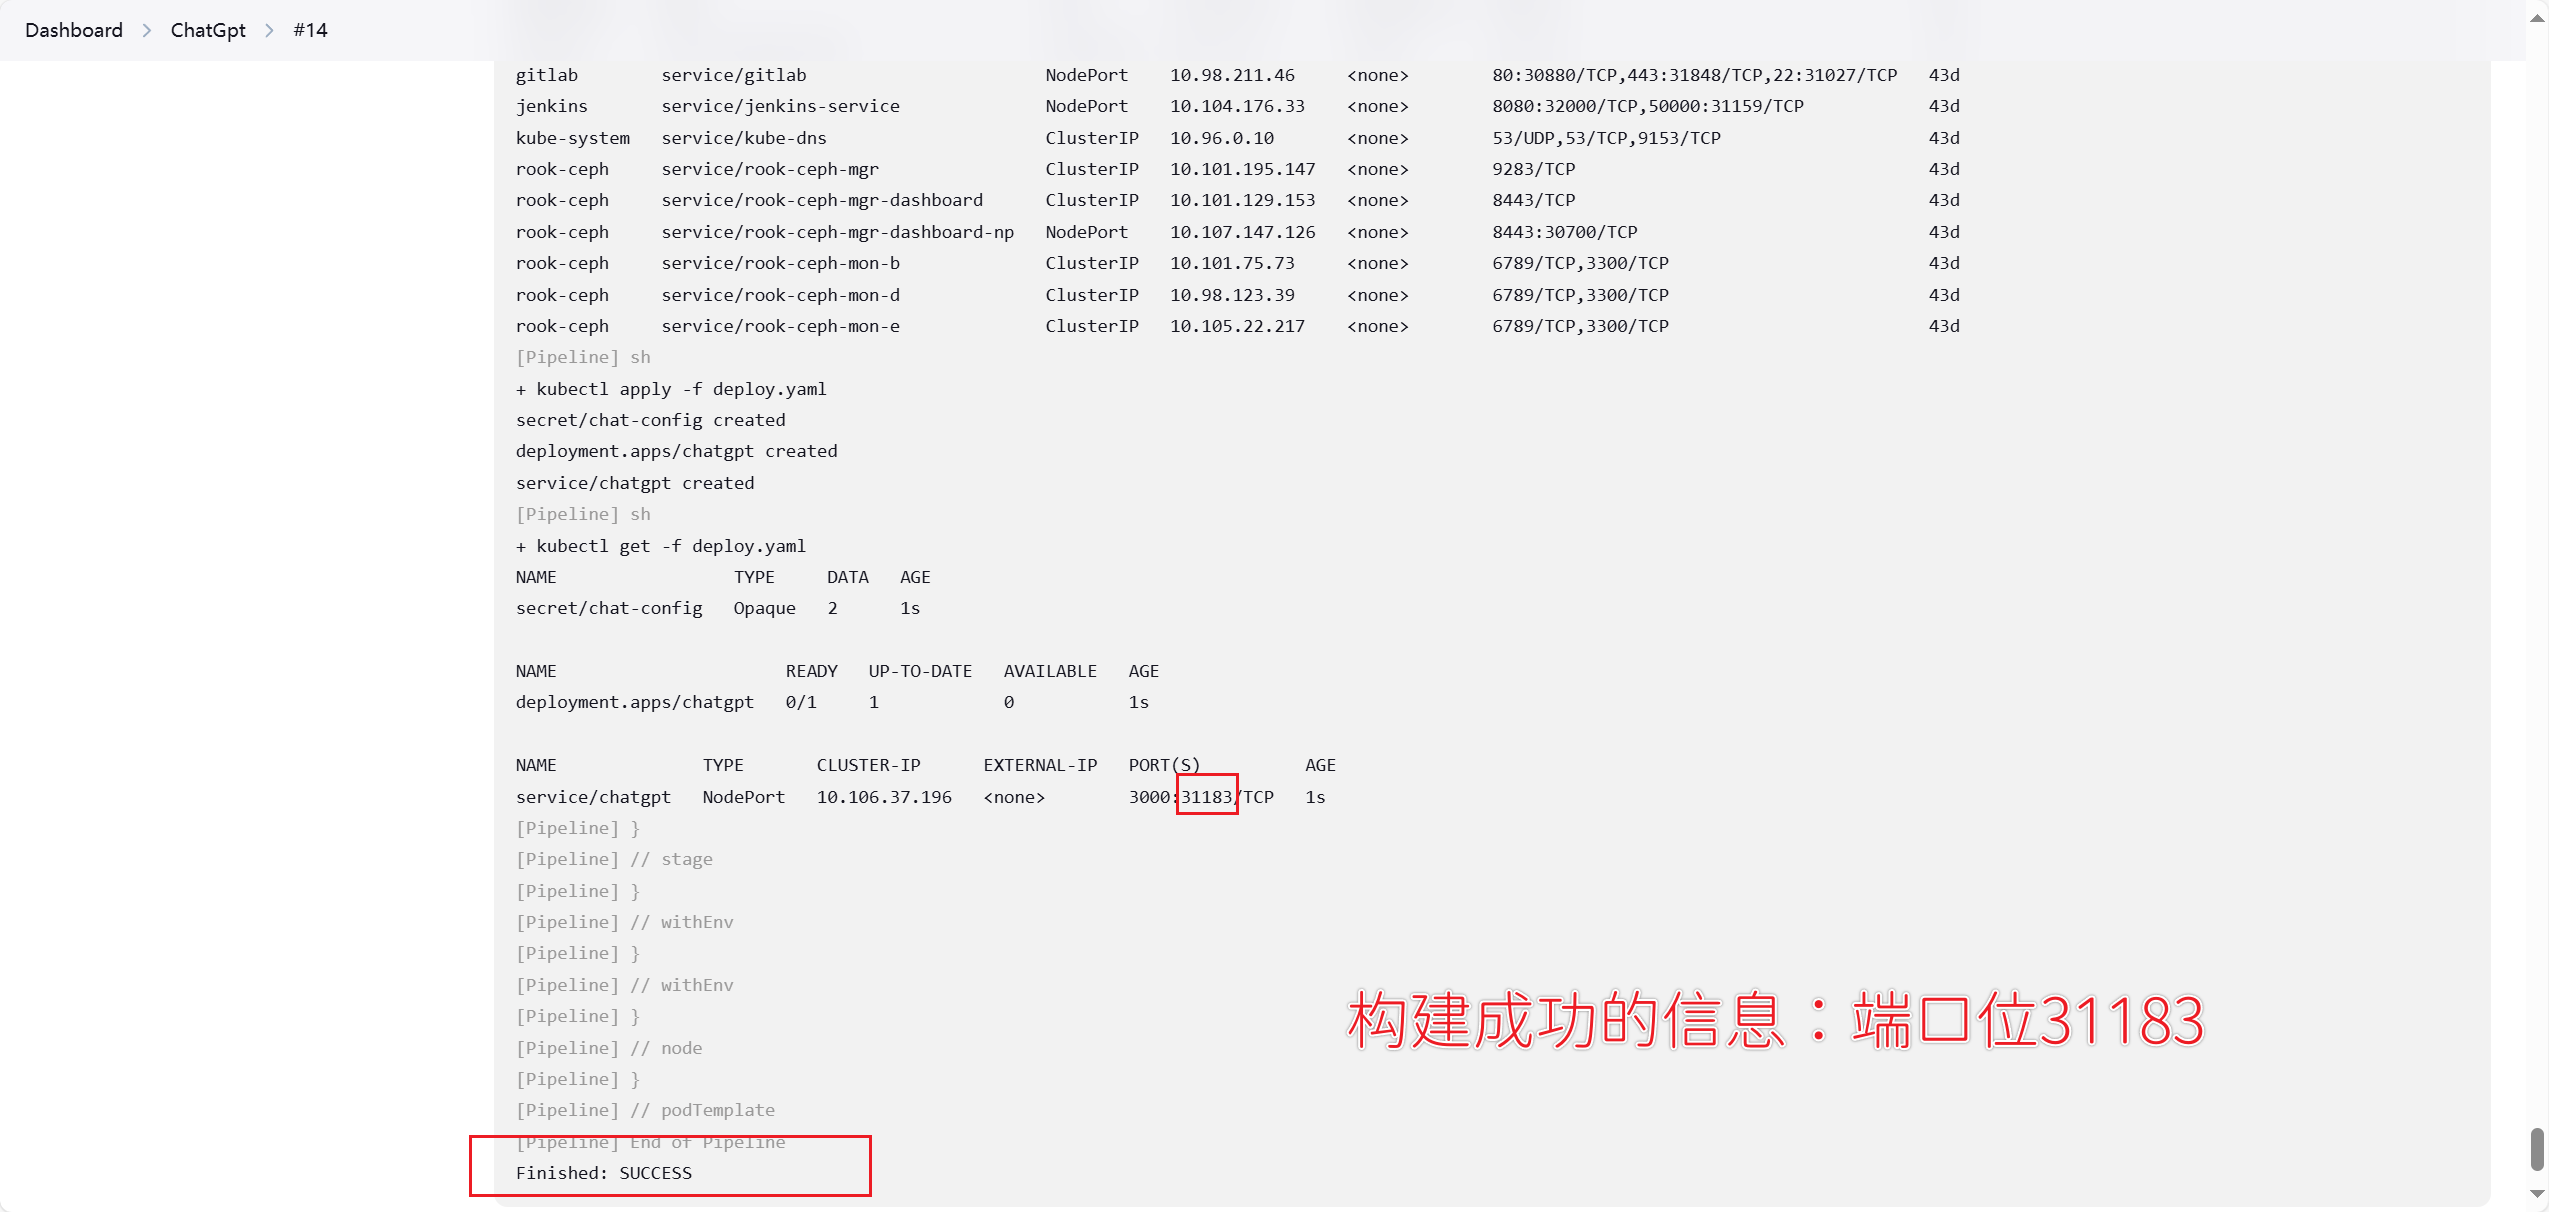 Dashboard > ChatGpt > #14
gitlab service/gitlab NodePort 10.98.211.46 <none> 80:30880/TCP,443:31848/TCP,22:31027/TCP 43d
jenkins service/jenkins-service NodePort 10.104.176.33 <none> 8080:32000/TCP,50000:31159/TCP 43d
kube-system service/kube-dns ClusterIP 10.96.0.10 <none> 53/UDP,53/TCP,9153/TCP 43d
rook-ceph service/rook-ceph-mgr ClusterIP 10.101.195.147 <none> 9283/TCP 43d
rook-ceph service/rook-ceph-mgr-dashboard ClusterIP 10.101.129.153 <none> 8443/TCP 43d
rook-ceph service/rook-ceph-mgr-dashboard-np NodePort 10.107.147.126 <none> 8443:30700/TCP 43d
rook-ceph service/rook-ceph-mon-b ClusterIP 10.101.75.73 <none> 6789/TCP,3300/TCP 43d
rook-ceph service/rook-ceph-mon-d ClusterIP 10.98.123.39 <none> 6789/TCP,3300/TCP 43d
rook-ceph service/rook-ceph-mon-e ClusterIP 10.105.22.217 <none> 6789/TCP,3300/TCP 43d
[Pipeline] sh
+ kubectl apply -f deploy.yaml
secret/chat-config created
deployment.apps/chatgpt created
service/chatgpt created
[Pipeline] sh
+ kubectl get -f deploy.yaml
NAME TYPE DATA AGE
secret/chat-config Opaque 2 1s
NAME READY UP-TO-DATE AVAILABLE AGE
deployment.apps/chatgpt 0/1 1 0 1s
NAME TYPE CLUSTER-IP EXTERNAL-IP PORT(S) AGE
service/chatgpt NodePort 10.106.37.196 <none> 3000:31183/TCP 1s
[Pipeline] }
[Pipeline] // stage
[Pipeline] }
[Pipeline] // withEnv
[Pipeline] }
[Pipeline] // withEnv
[Pipeline] }
[Pipeline] // node
[Pipeline] }
[Pipeline] // podTemplate
[Pipeline] End of Pipeline
Finished: SUCCESS
构建成功的信息：端口位31183